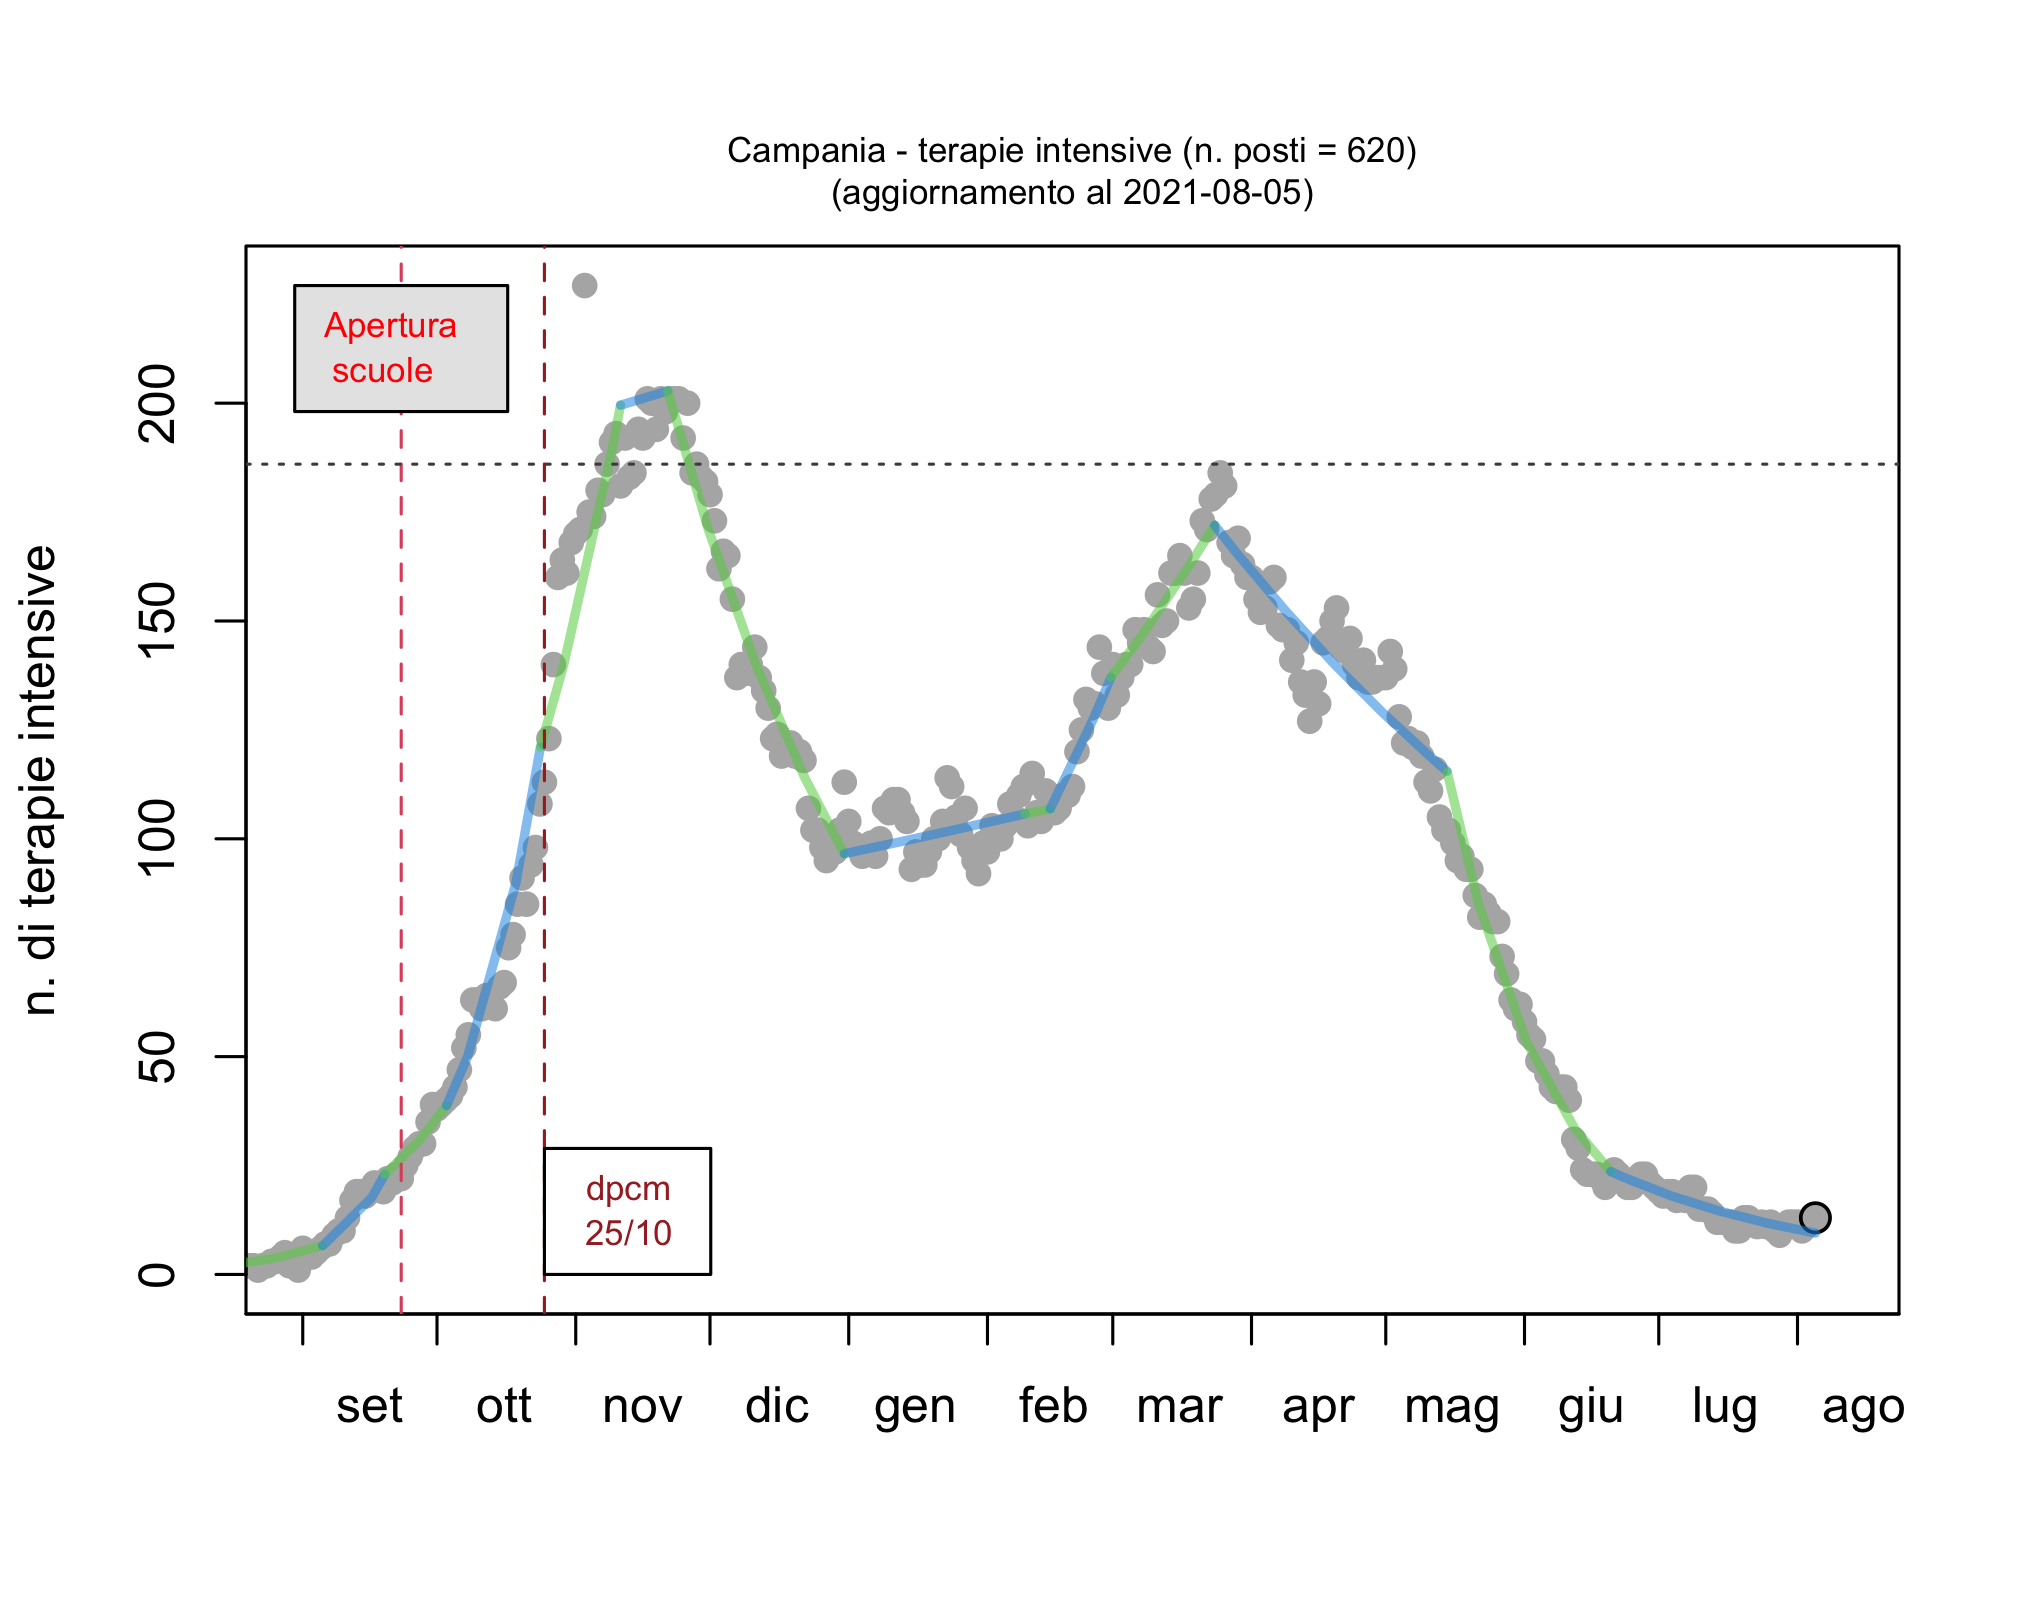 Campania - terapie intensive (n. posti = 620)
(aggiornamento al 2021-08-05)
Apertura
scuole
dpcm
25/10
n. di terapie intensive
200
150
100
50
0
set ott nov dic gen feb mar apr mag giu lug ago